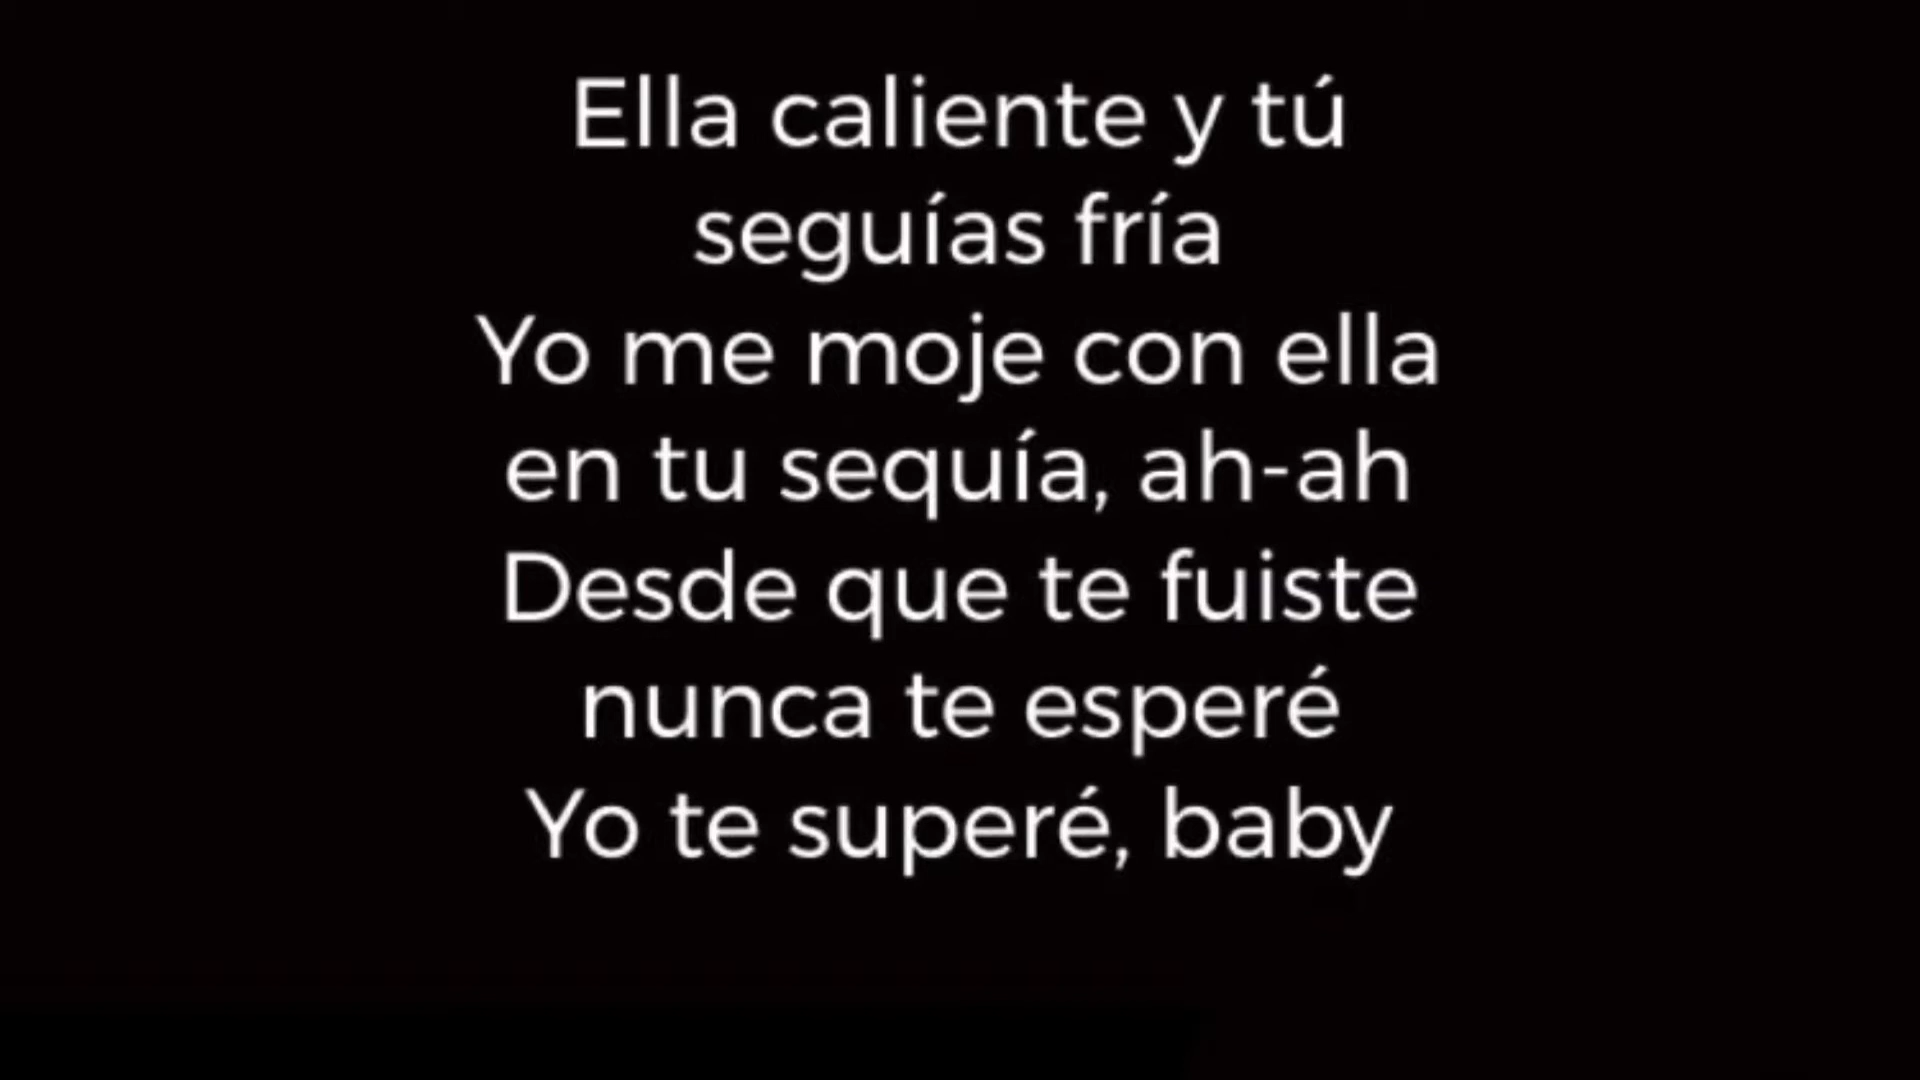 Ella caliente y tú
seguías fría
Yo me moje con ella
en tu sequía, ah-ah
Desde que te fuiste
nunca te esperé
Yo te superé, baby